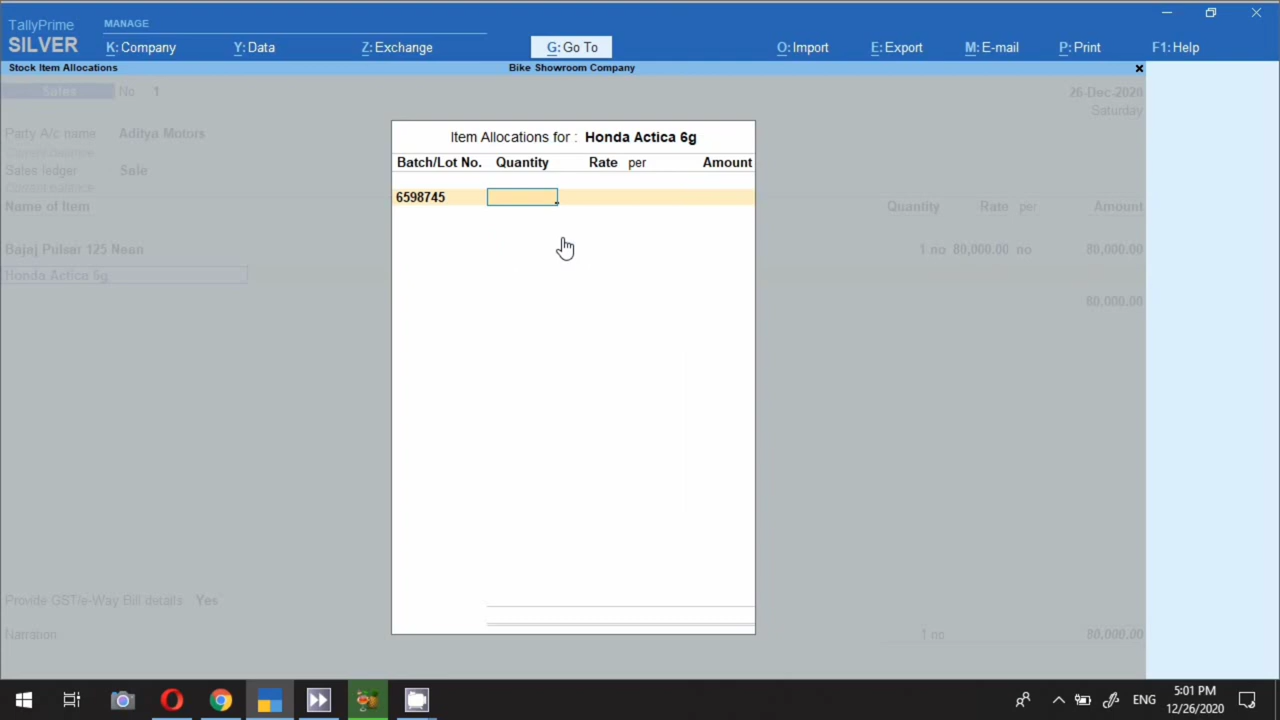 TallyPrime
MANAGE
SILVER
K: Company
Y: Data
Z: Exchange
G: Go To
O: Import
E: Export
M: E-mail
P: Print
F1: Help
Stock Item Allocations
Bike Showroom Company
Sales No. 1
26-Dec-2020
Saturday
Party A/c name Aditya Motors
Current balance
Sales ledger Sale
Current balance
Name of Item
Quantity Rate per Amount
Bajaj Pulsar 125 Neon
1 no 80,000.00 no 80,000.00
Honda Actica 6g
80,000.00
Item Allocations for : Honda Actica 6g
Batch/Lot No. Quantity Rate per Amount
6598745
Provide GST/e-Way Bill details Yes
Narration
1 no 80,000.00
ENG
5:01 PM
12/26/2020